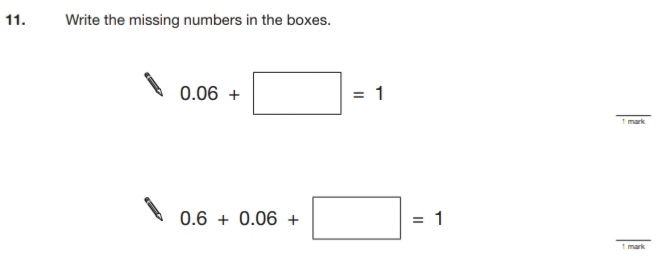 11. Write the missing numbers in the boxes.
0.06 + = 1
1 mark
0.6 + 0.06 + = 1
1 mark